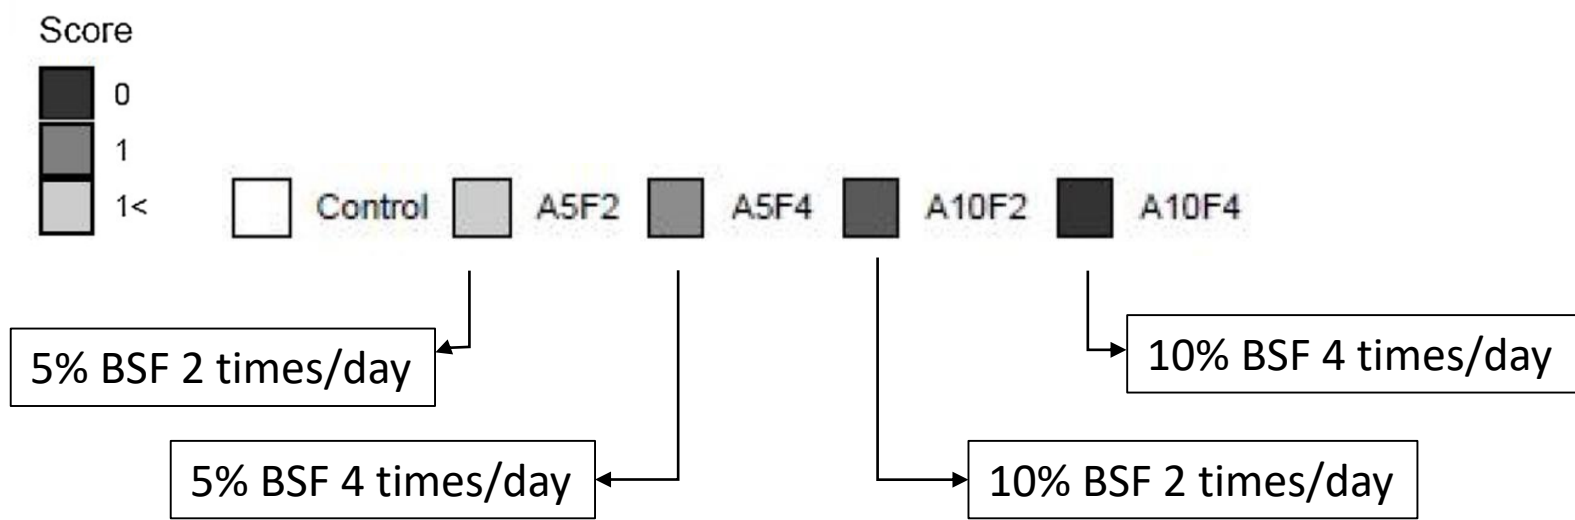 Score
0
1
1<
Control A5F2 A5F4 A10F2 A10F4
5% BSF 2 times/day
10% BSF 4 times/day
5% BSF 4 times/day
10% BSF 2 times/day